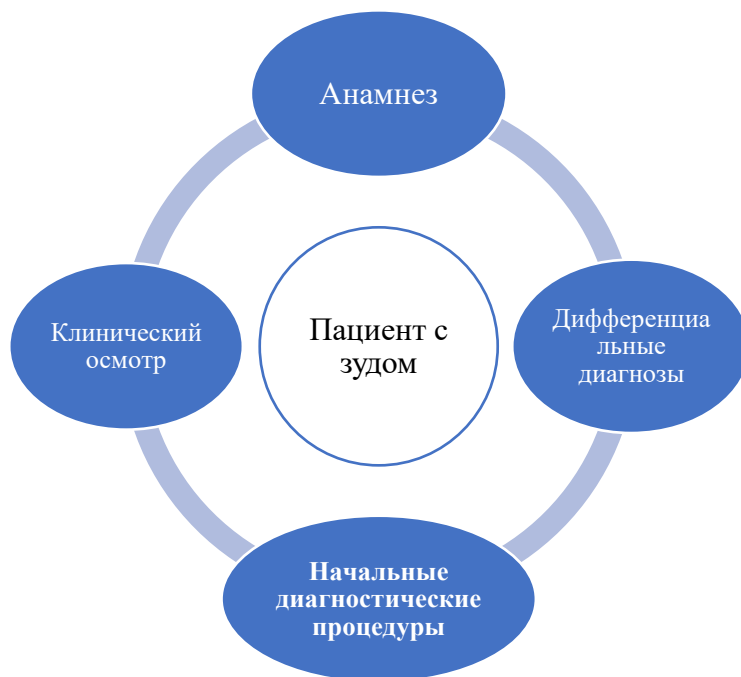 Анамнез
Клинический
осмотр
Пациент с
зудом
Дифференциа
льные
диагнозы
Начальные
диагностические
процедуры